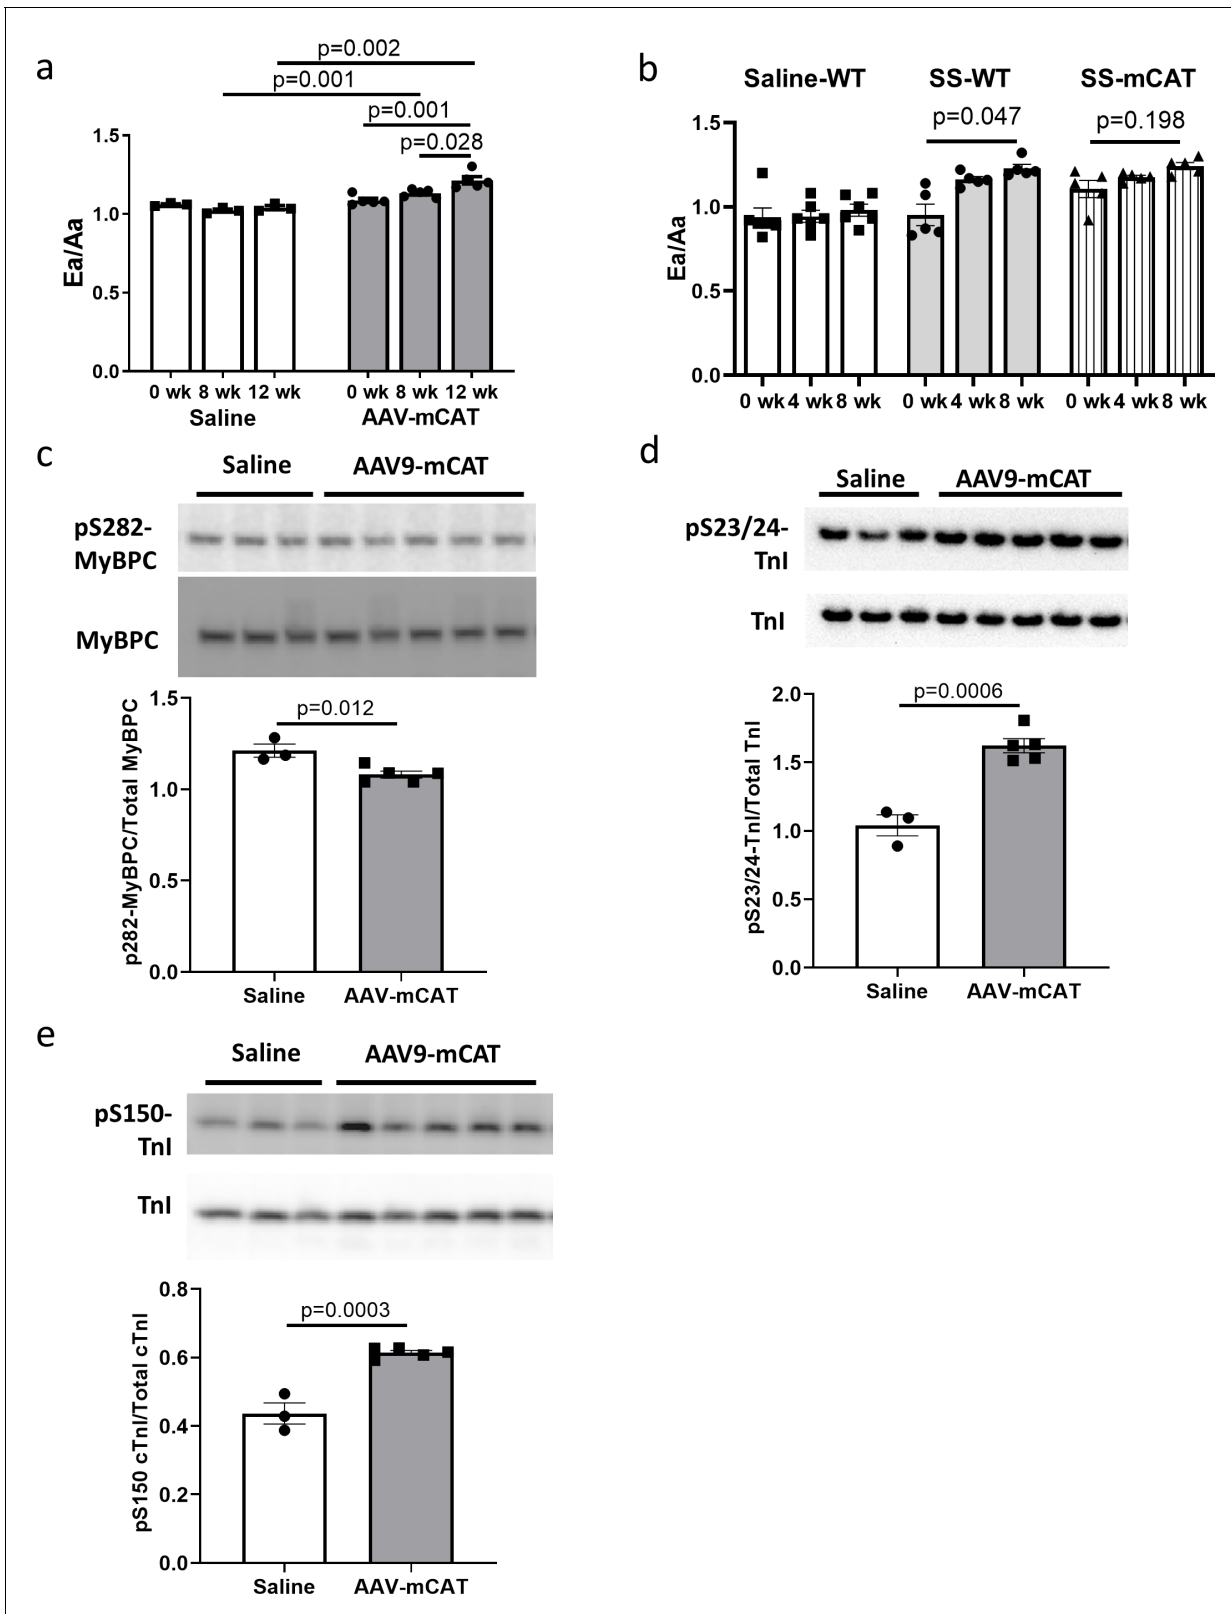 a
p=0.002
p=0.001
p=0.001
p=0.028
Ea/Aa
1.5
1.0
0.5
0.0
0 wk 8 wk 12 wk
Saline
0 wk 8 wk 12 wk
AAV-mCAT
b
Saline-WT
SS-WT
SS-mCAT
p=0.047
p=0.198
Ea/Aa
1.5
1.0
0.5
0.0
0 wk 4 wk 8 wk
0 wk 4 wk 8 wk
0 wk 4 wk 8 wk
c
Saline
AAV9-mCAT
pS282-
MyBPC
MyBPC
p282-MyBPC/Total MyBPC
1.5
1.0
0.5
0.0
p=0.012
Saline
AAV-mCAT
d
Saline
AAV9-mCAT
pS23/24-
TnI
TnI
pS23/24-TnI/Total TnI
2.0
1.5
1.0
0.5
0.0
p=0.0006
Saline
AAV-mCAT
e
Saline
AAV9-mCAT
pS150-
TnI
TnI
pS150 cTnI/Total cTnI
0.8
0.6
0.4
0.2
0.0
p=0.0003
Saline
AAV-mCAT